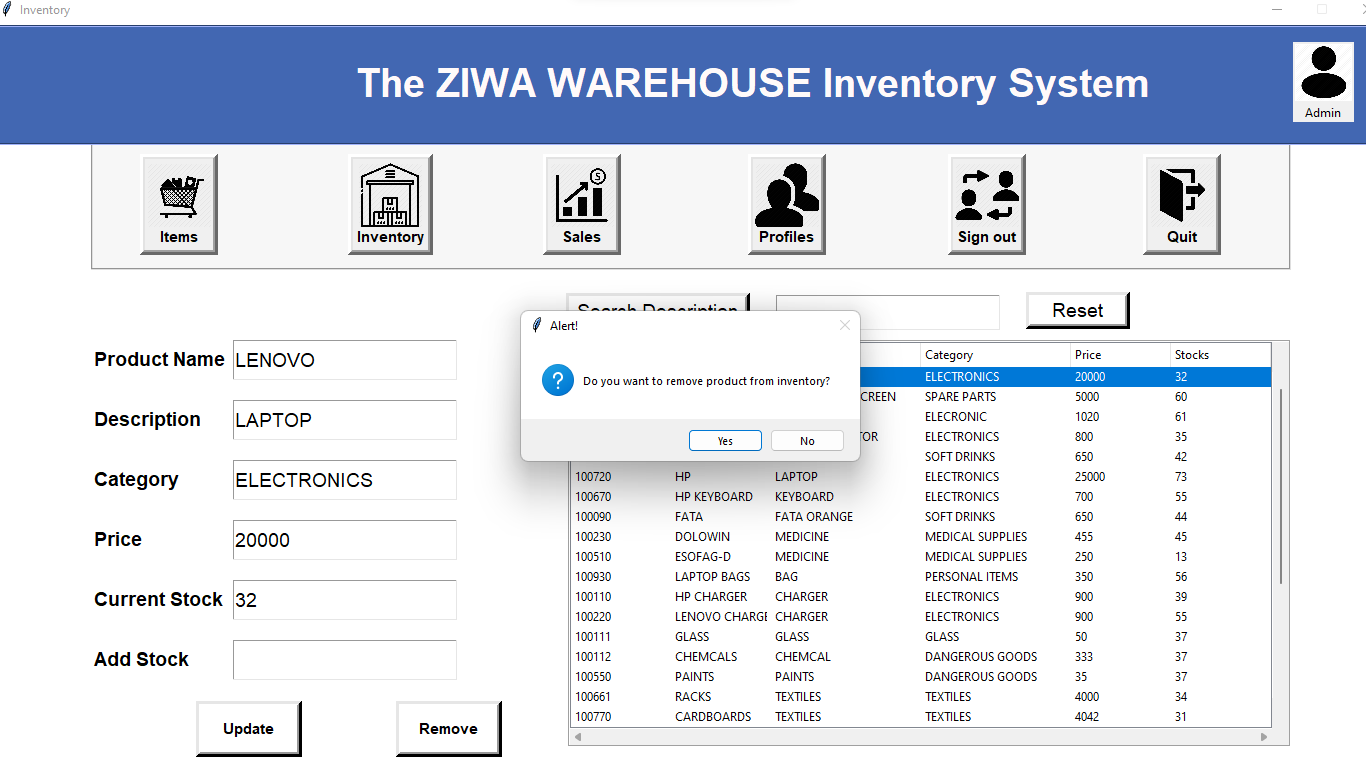 Inventory
The ZIWA WAREHOUSE Inventory System
Admin
Items Inventory Sales Profiles Sign out Quit
Search Description Reset
Product Name LENOVO
Description LAPTOP
Category ELECTRONICS
Price 20000
Current Stock 32
Add Stock
Update Remove
Alert!
Do you want to remove product from inventory?
Yes No
Category Price Stocks
ELECTRONICS 20000 32
CREEN SPARE PARTS 5000 60
ELECRONIC 1020 61
TOR ELECTRONICS 800 35
SOFT DRINKS 650 42
100720 HP LAPTOP ELECTRONICS 25000 73
100670 HP KEYBOARD KEYBOARD ELECTRONICS 700 55
100090 FATA FATA ORANGE SOFT DRINKS 650 44
100230 DOLOWIN MEDICINE MEDICAL SUPPLIES 455 45
100510 ESOFAG-D MEDICINE MEDICAL SUPPLIES 250 13
100930 LAPTOP BAGS BAG PERSONAL ITEMS 350 56
100110 HP CHARGER CHARGER ELECTRONICS 900 39
100220 LENOVO CHARGE CHARGER ELECTRONICS 900 55
100111 GLASS GLASS GLASS 50 37
100112 CHEMCALS CHEMCAL DANGEROUS GOODS 333 37
100550 PAINTS PAINTS DANGEROUS GOODS 35 37
100661 RACKS TEXTILES TEXTILES 4000 34
100770 CARDBOARDS TEXTILES TEXTILES 4042 31